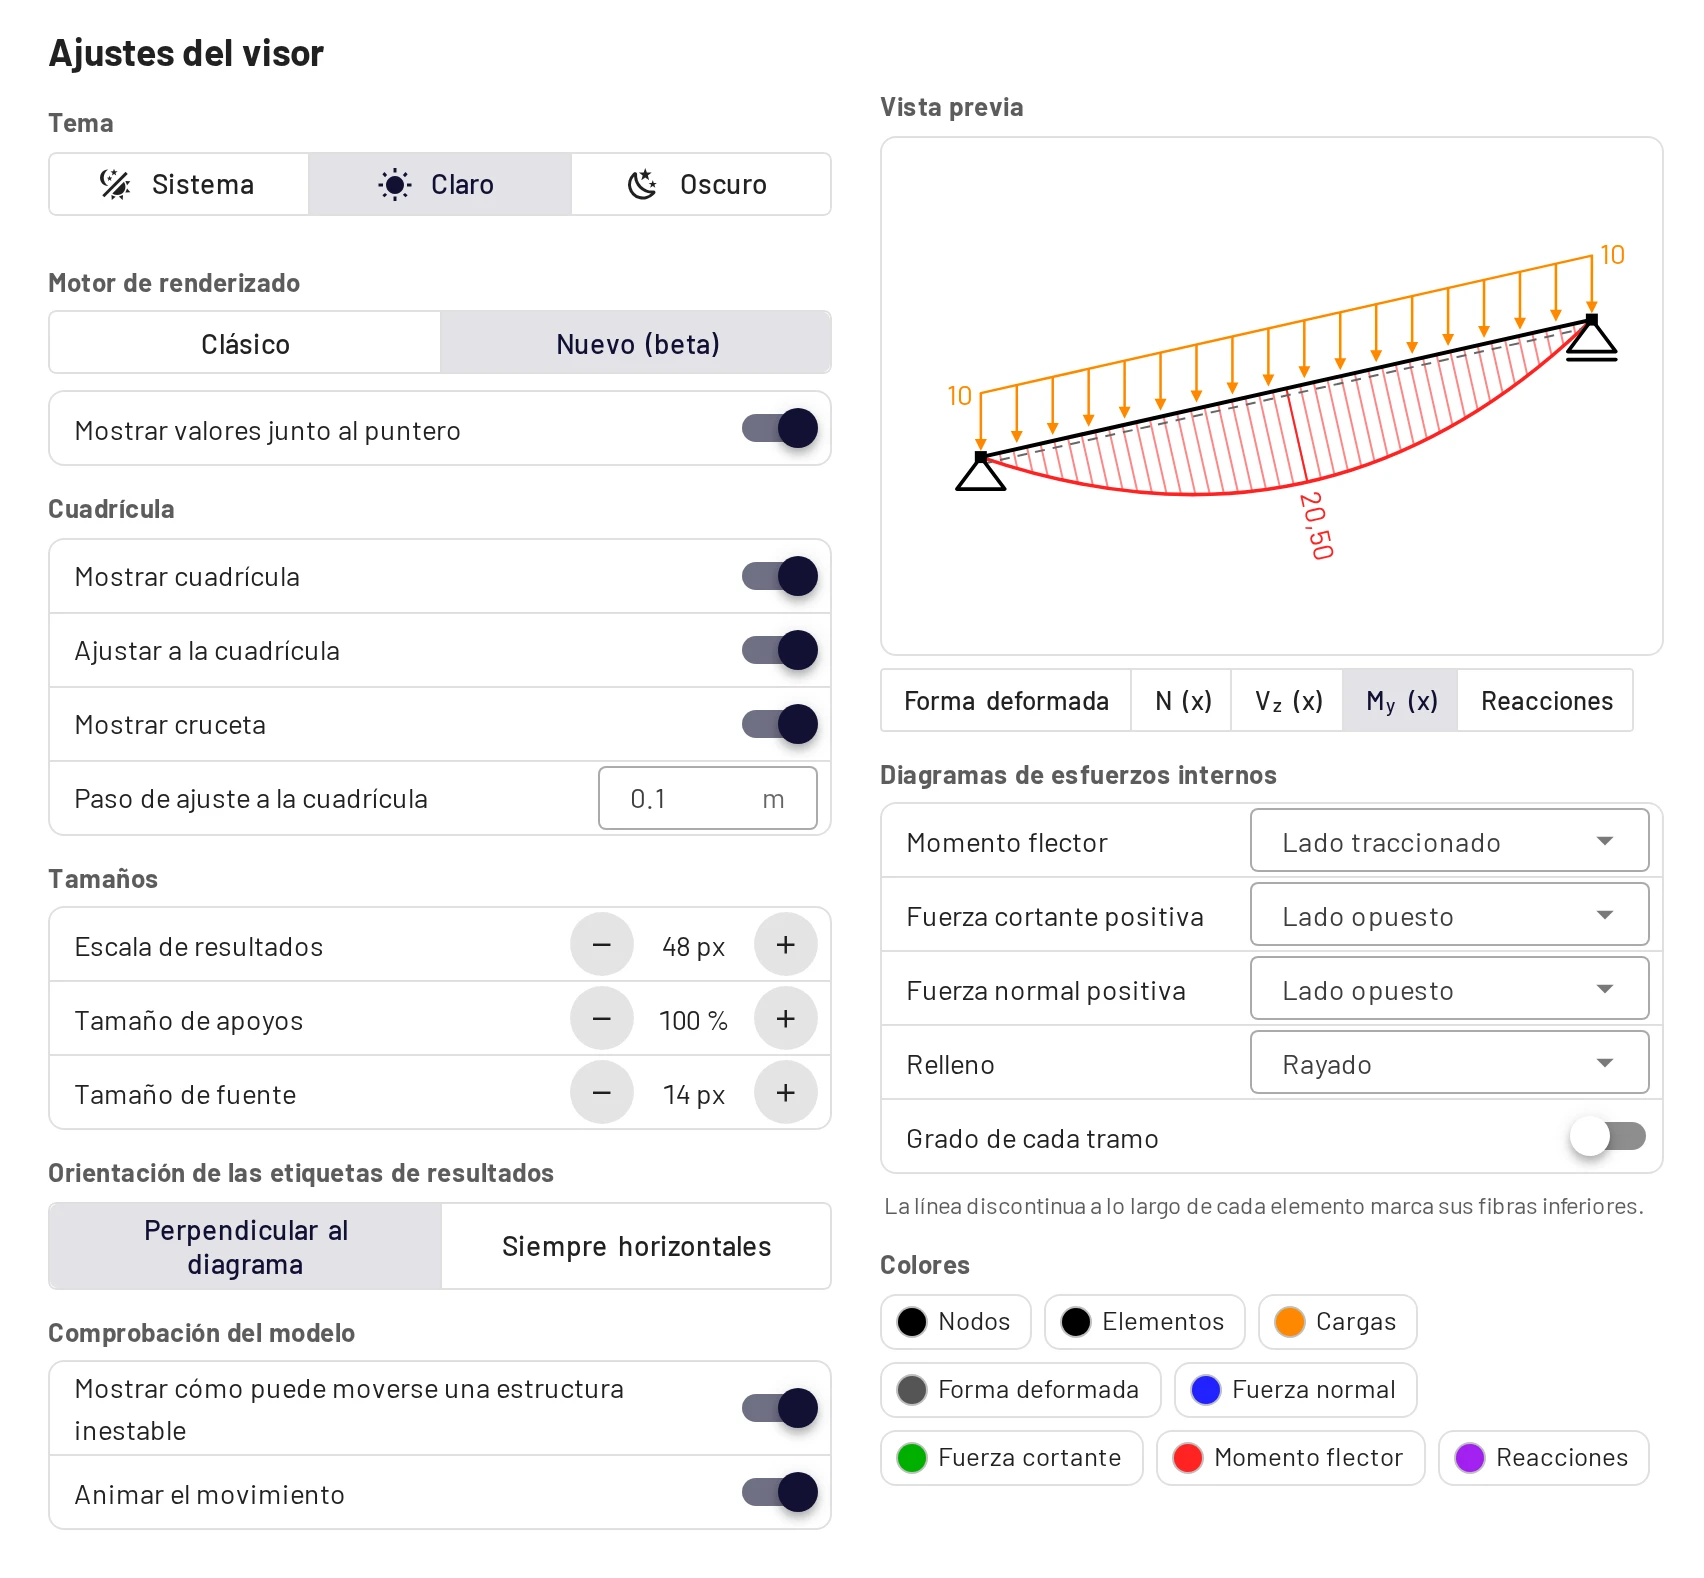 Ajustes del visor
Tema
Sistema
Claro
Oscuro
Motor de renderizado
Clásico
Nuevo (beta)
Mostrar valores junto al puntero
Cuadrícula
Mostrar cuadrícula
Ajustar a la cuadrícula
Mostrar cruceta
Paso de ajuste a la cuadrícula
0.1 m
Tamaños
Escala de resultados
− 48 px +
Tamaño de apoyos
− 100 % +
Tamaño de fuente
− 14 px +
Orientación de las etiquetas de resultados
Perpendicular al
diagrama
Siempre horizontales
Comprobación del modelo
Mostrar cómo puede moverse una estructura
inestable
Animar el movimiento
Vista previa
10
10
20,50
Forma deformada
N (x)
Vz (x)
My (x)
Reacciones
Diagramas de esfuerzos internos
Momento flector
Lado traccionado
Fuerza cortante positiva
Lado opuesto
Fuerza normal positiva
Lado opuesto
Relleno
Rayado
Grado de cada tramo
La línea discontinua a lo largo de cada elemento marca sus fibras inferiores.
Colores
Nodos
Elementos
Cargas
Forma deformada
Fuerza normal
Fuerza cortante
Momento flector
Reacciones